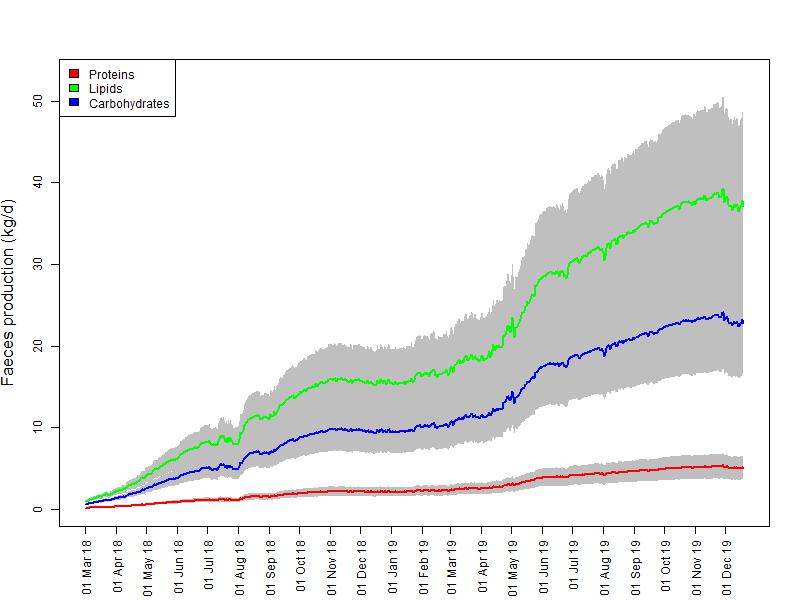 Proteins
Lipids
Carbohydrates
Faeces production (kg/d)
50
40
30
20
10
0
01 Mar 18
01 Apr 18
01 May 18
01 Jun 18
01 Jul 18
01 Aug 18
01 Sep 18
01 Oct 18
01 Nov 18
01 Dec 18
01 Jan 19
01 Feb 19
01 Mar 19
01 Apr 19
01 May 19
01 Jun 19
01 Jul 19
01 Aug 19
01 Sep 19
01 Oct 19
01 Nov 19
01 Dec 19